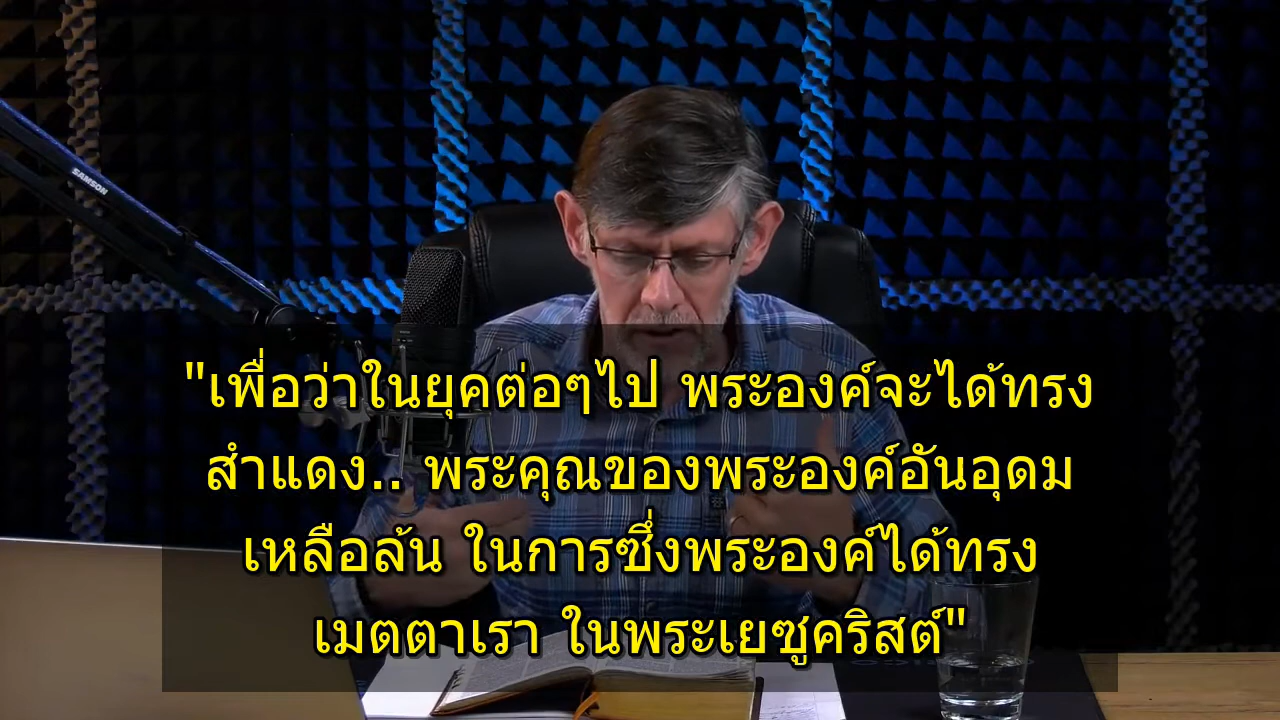 SAMSON
"เพื่อว่าในยุคต่อๆไป พระองค์จะได้ทรง
สำแดง.. พระคุณของพระองค์อันอุดม
เหลือล้น ในการซึ่งพระองค์ได้ทรง
เมตตาเรา ในพระเยซูคริสต์"